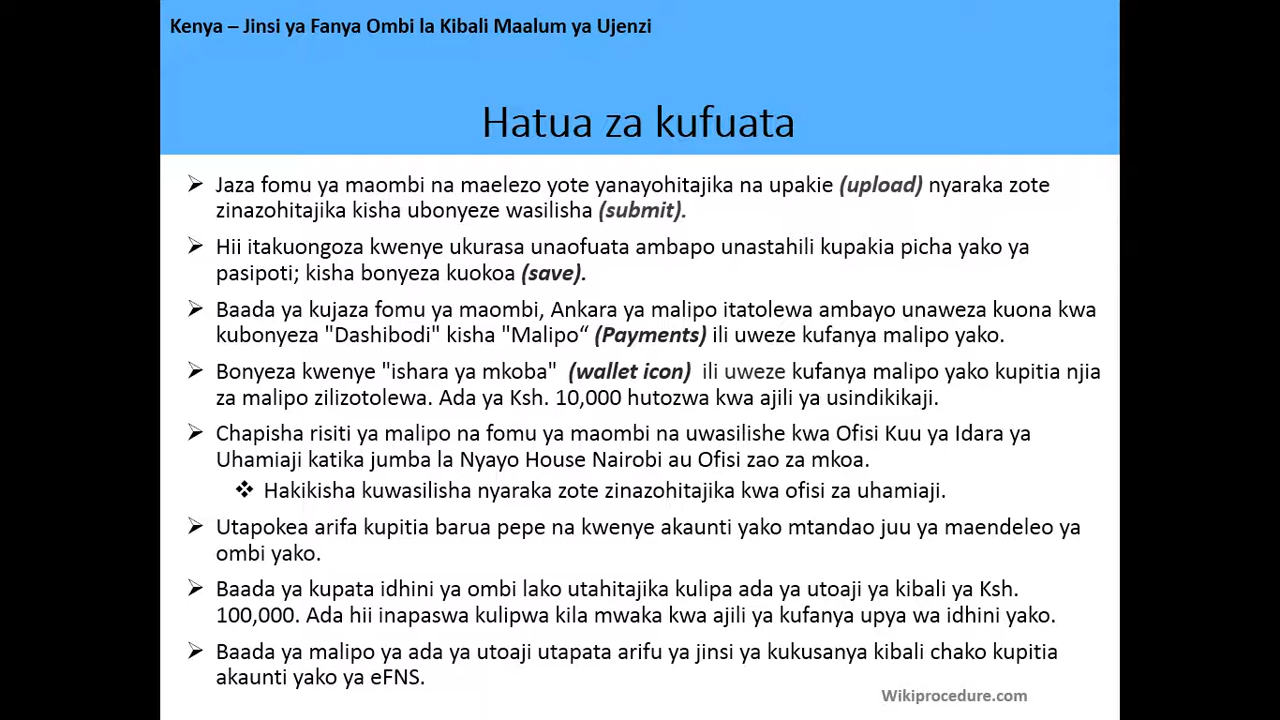 Kenya – Jinsi ya Fanya Ombi la Kibali Maalum ya Ujenzi
Hatua za kufuata
➢ Jaza fomu ya maombi na maelezo yote yanayohitajika na upakie (upload) nyaraka zote
zinazohitajika kisha ubonyeze wasilisha (submit).
➢ Hii itakuongoza kwenye ukurasa unaofuata ambapo unastahili kupakia picha yako ya
pasipoti; kisha bonyeza kuokoa (save).
➢ Baada ya kujaza fomu ya maombi, Ankara ya malipo itatolewa ambayo unaweza kuona kwa
kubonyeza "Dashibodi" kisha "Malipo“ (Payments) ili uweze kufanya malipo yako.
➢ Bonyeza kwenye "ishara ya mkoba" (wallet icon) ili uweze kufanya malipo yako kupitia njia
za malipo zilizotolewa. Ada ya Ksh. 10,000 hutozwa kwa ajili ya usindikikaji.
➢ Chapisha risiti ya malipo na fomu ya maombi na uwasilishe kwa Ofisi Kuu ya Idara ya
Uhamiaji katika jumba la Nyayo House Nairobi au Ofisi zao za mkoa.
❖ Hakikisha kuwasilisha nyaraka zote zinazohitajika kwa ofisi za uhamiaji.
➢ Utapokea arifa kupitia barua pepe na kwenye akaunti yako mtandao juu ya maendeleo ya
ombi yako.
➢ Baada ya kupata idhini ya ombi lako utahitajika kulipa ada ya utoaji ya kibali ya Ksh.
100,000. Ada hii inapaswa kulipwa kila mwaka kwa ajili ya kufanya upya wa idhini yako.
➢ Baada ya malipo ya ada ya utoaji utapata arifu ya jinsi ya kukusanya kibali chako kupitia
akaunti yako ya eFNS.
Wikiprocedure.com